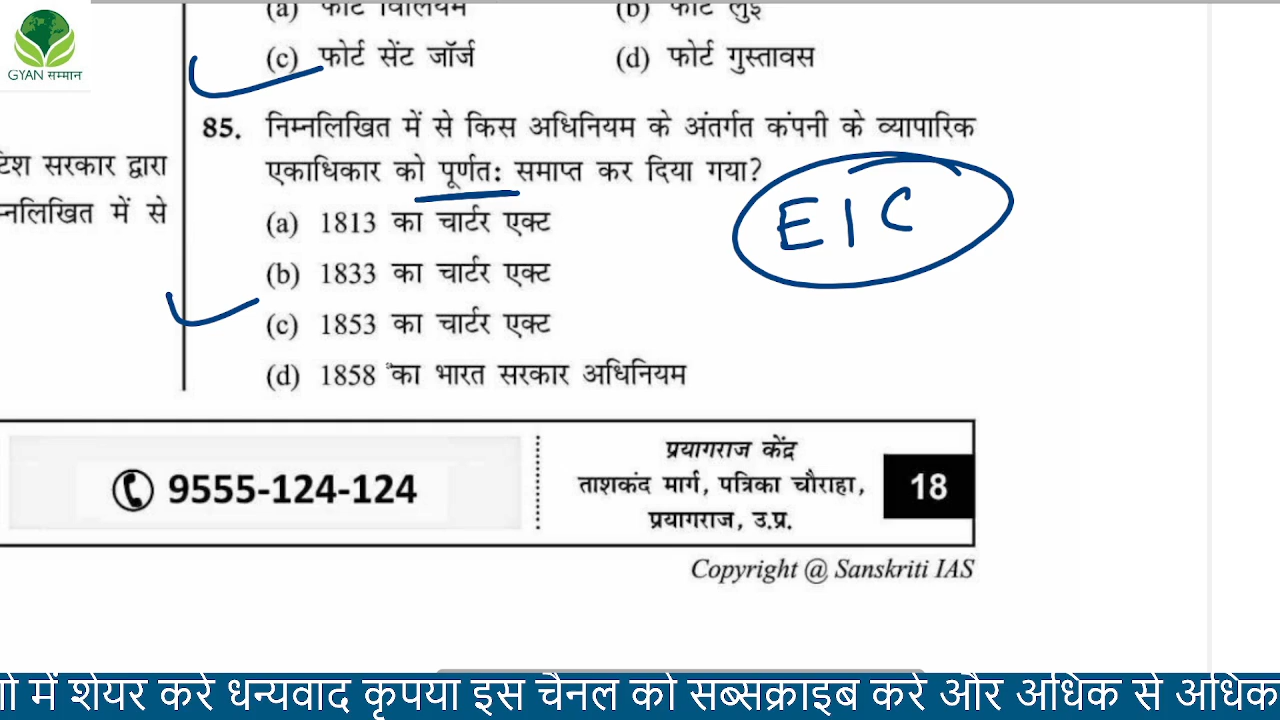 GYAN सम्मान
(a) फोर्ट विलियम (b) फोर्ट लुइ
(c) फोर्ट सेंट जॉर्ज (d) फोर्ट गुस्तावस
85. निम्नलिखित में से किस अधिनियम के अंतर्गत कंपनी के व्यापारिक
एकाधिकार को पूर्णत: समाप्त कर दिया गया?
EIC
(a) 1813 का चार्टर एक्ट
(b) 1833 का चार्टर एक्ट
(c) 1853 का चार्टर एक्ट
(d) 1858 का भारत सरकार अधिनियम
टिश सरकार द्वारा
म्नलिखित में से
9555-124-124
प्रयागराज केंद्र
ताशकंद मार्ग, पत्रिका चौराहा,
प्रयागराज, उ.प्र.
18
Copyright @ Sanskriti IAS
में शेयर करे धन्यवाद कृपया इस चैनल को सब्सक्राइब करे और अधिक से अधिक